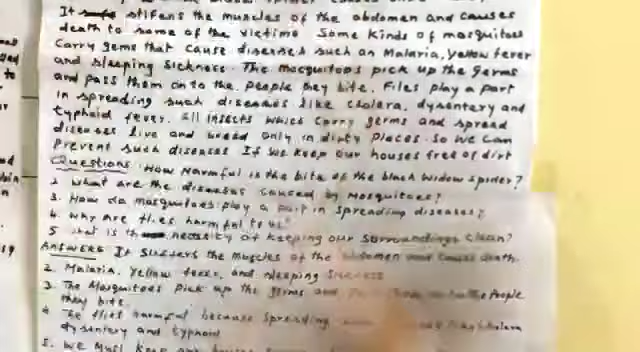 It stifens the muscles of the abdomen and causes
death to some of the victims Some Kinds of mosquitoes
Carry gems that cause diseases such as Malaria, yellow fever
and sleeping Sickness. The mosquitoes pick up the Germs
and pass them on to the people they bite. Flies play a part
in spreading such diseases like cholera, dysentery and
typhoid fever. All insects which carry germs and spread
diseases live and breed only in dirty places. So we can
Prevent such diseases If we keep our houses free of dirt
Questions: How Harmful is the bite of the black widow spider?
2 What are the diseases caused by Mosquitoes?
3. How do mosquitoes play a part in spreading diseases?
4. Why are flies harmful to us?
5 is the necessity of keeping our surroundings clean?
Answers It the muscles of the abdomen and cause death
2. Malaria, Yellow fever, and sleeping Sickness
3 The Mosquitoes pick up the germs and the People
they bite.
4 The flies harmful because Spreading cholera
dysentery and typhoid
5. We Must keep our houses